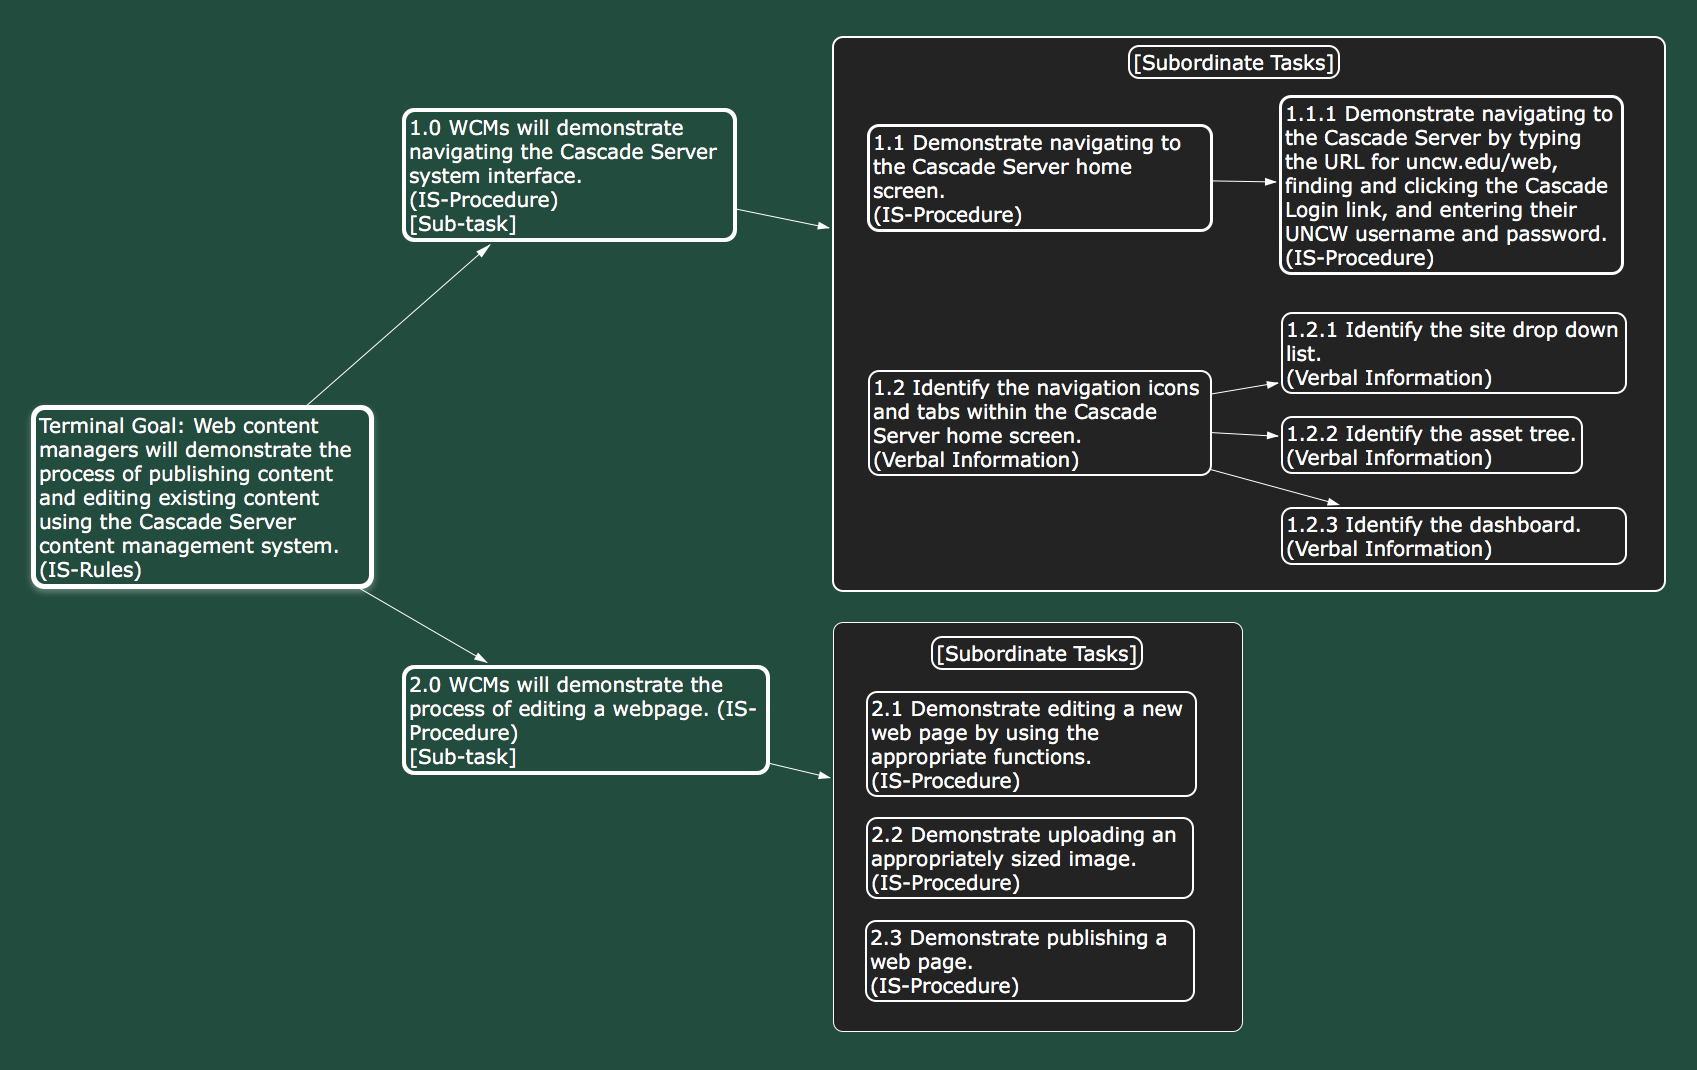 Terminal Goal: Web content
managers will demonstrate the
process of publishing content
and editing existing content
using the Cascade Server
content management system.
(IS-Rules)
1.0 WCMs will demonstrate
navigating the Cascade Server
system interface.
(IS-Procedure)
[Sub-task]
[Subordinate Tasks]
1.1 Demonstrate navigating to
the Cascade Server home
screen.
(IS-Procedure)
1.1.1 Demonstrate navigating to
the Cascade Server by typing
the URL for uncw.edu/web,
finding and clicking the Cascade
Login link, and entering their
UNCW username and password.
(IS-Procedure)
1.2 Identify the navigation icons
and tabs within the Cascade
Server home screen.
(Verbal Information)
1.2.1 Identify the site drop down
list.
(Verbal Information)
1.2.2 Identify the asset tree.
(Verbal Information)
1.2.3 Identify the dashboard.
(Verbal Information)
2.0 WCMs will demonstrate the
process of editing a webpage. (IS-
Procedure)
[Sub-task]
[Subordinate Tasks]
2.1 Demonstrate editing a new
web page by using the
appropriate functions.
(IS-Procedure)
2.2 Demonstrate uploading an
appropriately sized image.
(IS-Procedure)
2.3 Demonstrate publishing a
web page.
(IS-Procedure)